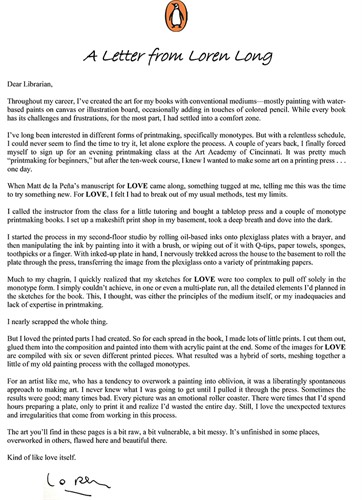 A Letter from Loren Long
Dear Librarian,
Throughout my career, I've created the art for my books with conventional mediums—mostly painting with water-
based paints on canvas or illustration board, occasionally adding in touches of colored pencil. While every book
has its challenges and frustrations, for the most part, I had settled into a comfort zone.
I've long been interested in different forms of printmaking, specifically monotypes. But with a relentless schedule,
I could never seem to find the time to try it, let alone explore the process. A couple of years back, I finally forced
myself to sign up for an evening printmaking class at the Art Academy of Cincinnati. It was pretty much
"printmaking for beginners," but after the ten-week course, I knew I wanted to make some art on a printing press . . .
one day.
When Matt de la Peña's manuscript for LOVE came along, something tugged at me, telling me this was the time
to try something new. For LOVE, I felt I had to break out of my usual methods, test my limits.
I called the instructor from the class for a little tutoring and bought a tabletop press and a couple of monotype
printmaking books. I set up a makeshift print shop in my basement, took a deep breath and dove into the dark.
I started the process in my second-floor studio by rolling oil-based inks onto plexiglass plates with a brayer, and
then manipulating the ink by painting into it with a brush, or wiping out of it with Q-tips, paper towels, sponges,
toothpicks or a finger. With inked-up plate in hand, I nervously trekked across the house to the basement to roll the
plate through the press, transferring the image from the plexiglass onto a variety of printmaking papers.
Much to my chagrin, I quickly realized that my sketches for LOVE were too complex to pull off solely in the
monotype form. I simply couldn't achieve, in one or even a multi-plate run, all the detailed elements I'd planned in
the sketches for the book. This, I thought, was either the principles of the medium itself, or my inadequacies and
lack of expertise in printmaking.
I nearly scrapped the whole thing.
But I loved the printed parts I had created. So for each spread in the book, I made lots of little prints. I cut them out,
glued them into the composition and painted into them with acrylic paint at the end. Some of the images for LOVE
are compiled with six or seven different printed pieces. What resulted was a hybrid of sorts, meshing together a
little of my old painting process with the collaged monotypes.
For an artist like me, who has a tendency to overwork a painting into oblivion, it was a liberatingly spontaneous
approach to making art. I never knew what I was going to get until I pulled it through the press. Sometimes the
results were good; many times bad. Every picture was an emotional roller coaster. There were times that I'd spend
hours preparing a plate, only to print it and realize I'd wasted the entire day. Still, I love the unexpected textures
and irregularities that come from working in this process.
The art you'll find in these pages is a bit raw, a bit vulnerable, a bit messy. It's unfinished in some places,
overworked in others, flawed here and beautiful there.
Kind of like love itself.
Loren